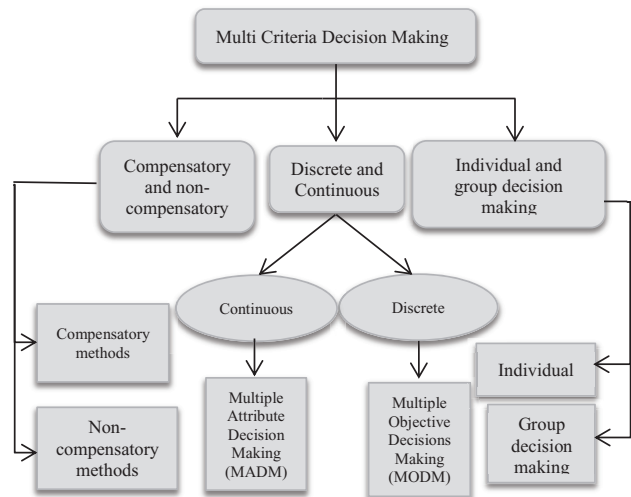 Multi Criteria Decision Making
Compensatory
and non-
compensatory
Discrete and
Continuous
Individual and
group decision
making
Continuous
Discrete
Compensatory
methods
Non-
compensatory
methods
Multiple
Attribute
Decision
Making
(MADM)
Multiple
Objective
Decisions
Making
(MODM)
Individual
Group
decision
making